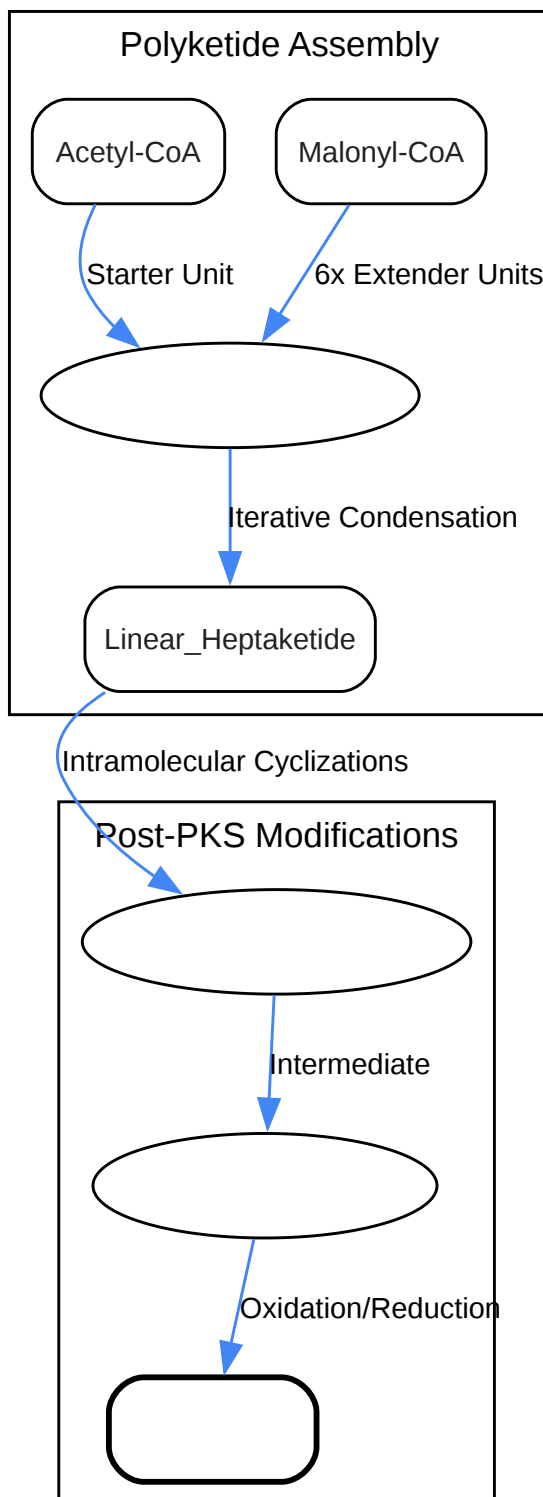 Polyketide Assembly
Acetyl-CoA
Malonyl-CoA
Starter Unit
6x Extender Units
Iterative Condensation
Linear_Heptaketide
Intramolecular Cyclizations
Post-PKS Modifications
Intermediate
Oxidation/Reduction